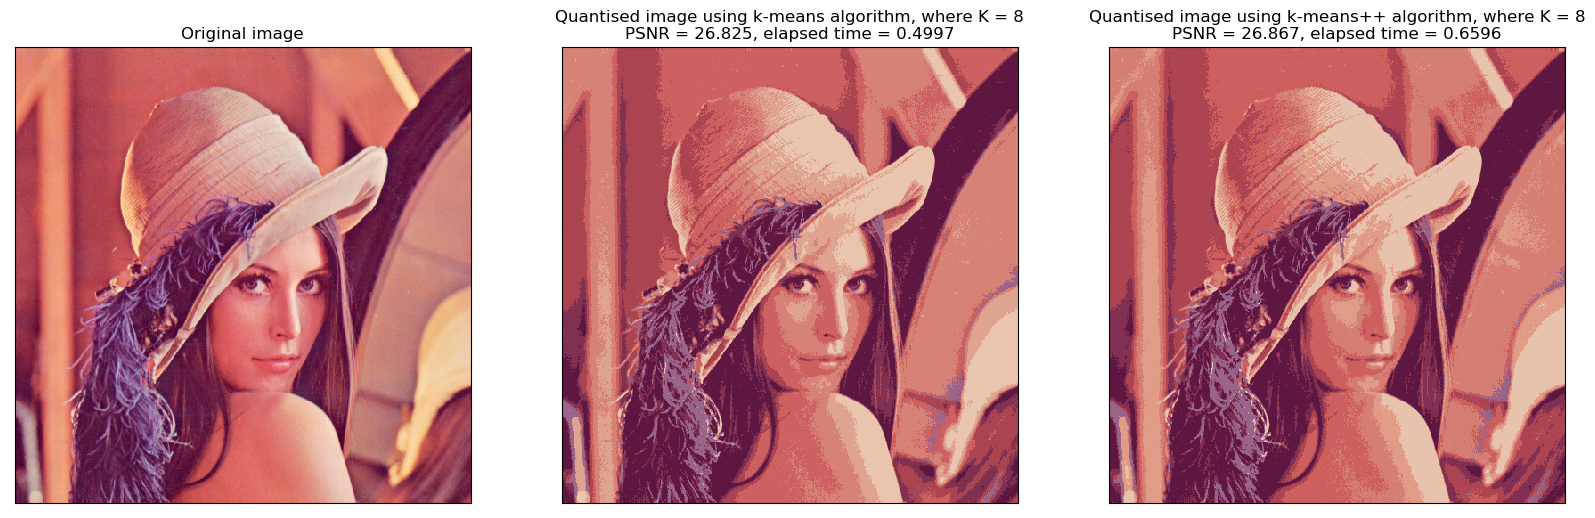 Original image
Quantised image using k-means algorithm, where K = 8
PSNR = 26.825, elapsed time = 0.4997
Quantised image using k-means++ algorithm, where K = 8
PSNR = 26.867, elapsed time = 0.6596